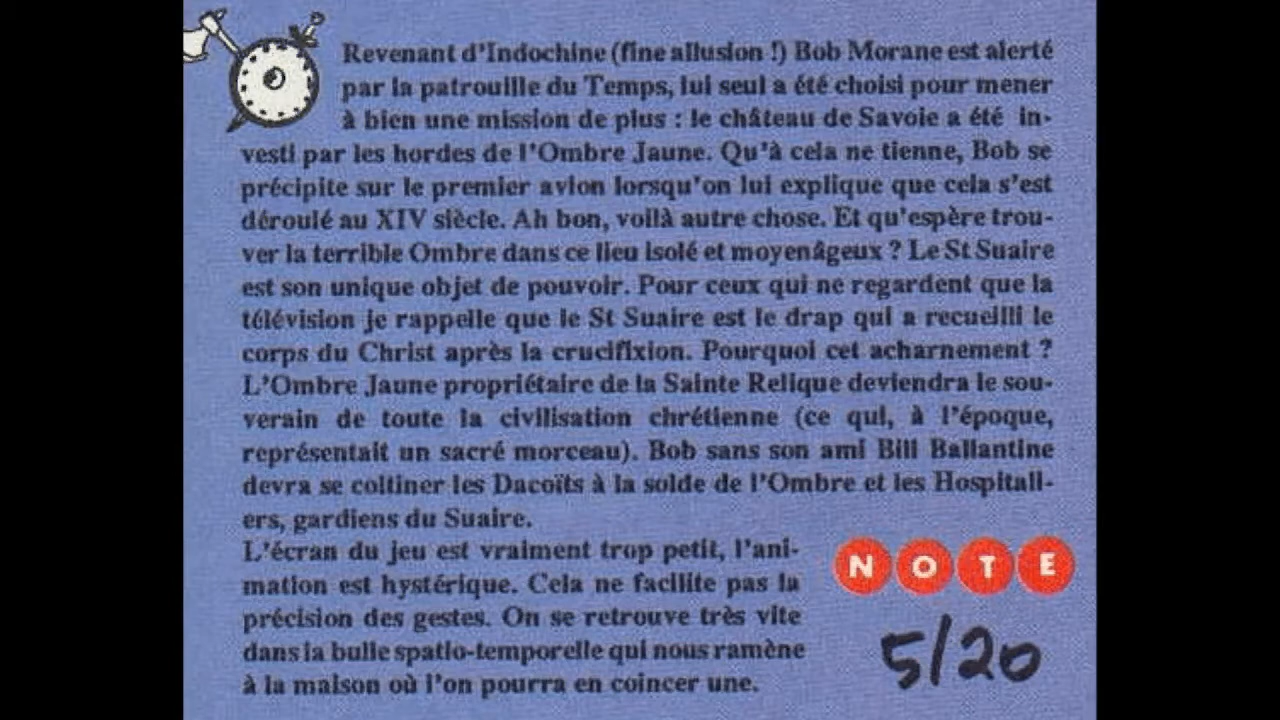 Revenant d'Indochine (fine allusion !) Bob Morane est alerté
par la patrouille du Temps, lui seul a été choisi pour mener
à bien une mission de plus : le château de Savoie a été in-
vesti par les hordes de l'Ombre Jaune. Qu'à cela ne tienne, Bob se
précipite sur le premier avion lorsqu'on lui explique que cela s'est
déroulé au XIV siècle. Ah bon, voilà autre chose. Et qu'espère trou-
ver la terrible Ombre dans ce lieu isolé et moyenâgeux ? Le St Suaire
est son unique objet de pouvoir. Pour ceux qui ne regardent que la
télévision je rappelle que le St Suaire est le drap qui a recueilli le
corps du Christ après la crucifixion. Pourquoi cet acharnement ?
L'Ombre Jaune propriétaire de la Sainte Relique deviendra le sou-
verain de toute la civilisation chrétienne (ce qui, à l'époque,
représentait un sacré morceau). Bob sans son ami Bill Ballantine
devra se coltiner les Dacoïts à la solde de l'Ombre et les Hospitali-
ers, gardiens du Suaire.
L'écran du jeu est vraiment trop petit, l'ani-
mation est hystérique. Cela ne facilite pas la
précision des gestes. On se retrouve très vite
dans la bulle spatio-temporelle qui nous ramène
à la maison où l'on pourra en coincer une.
NOTE
5/20